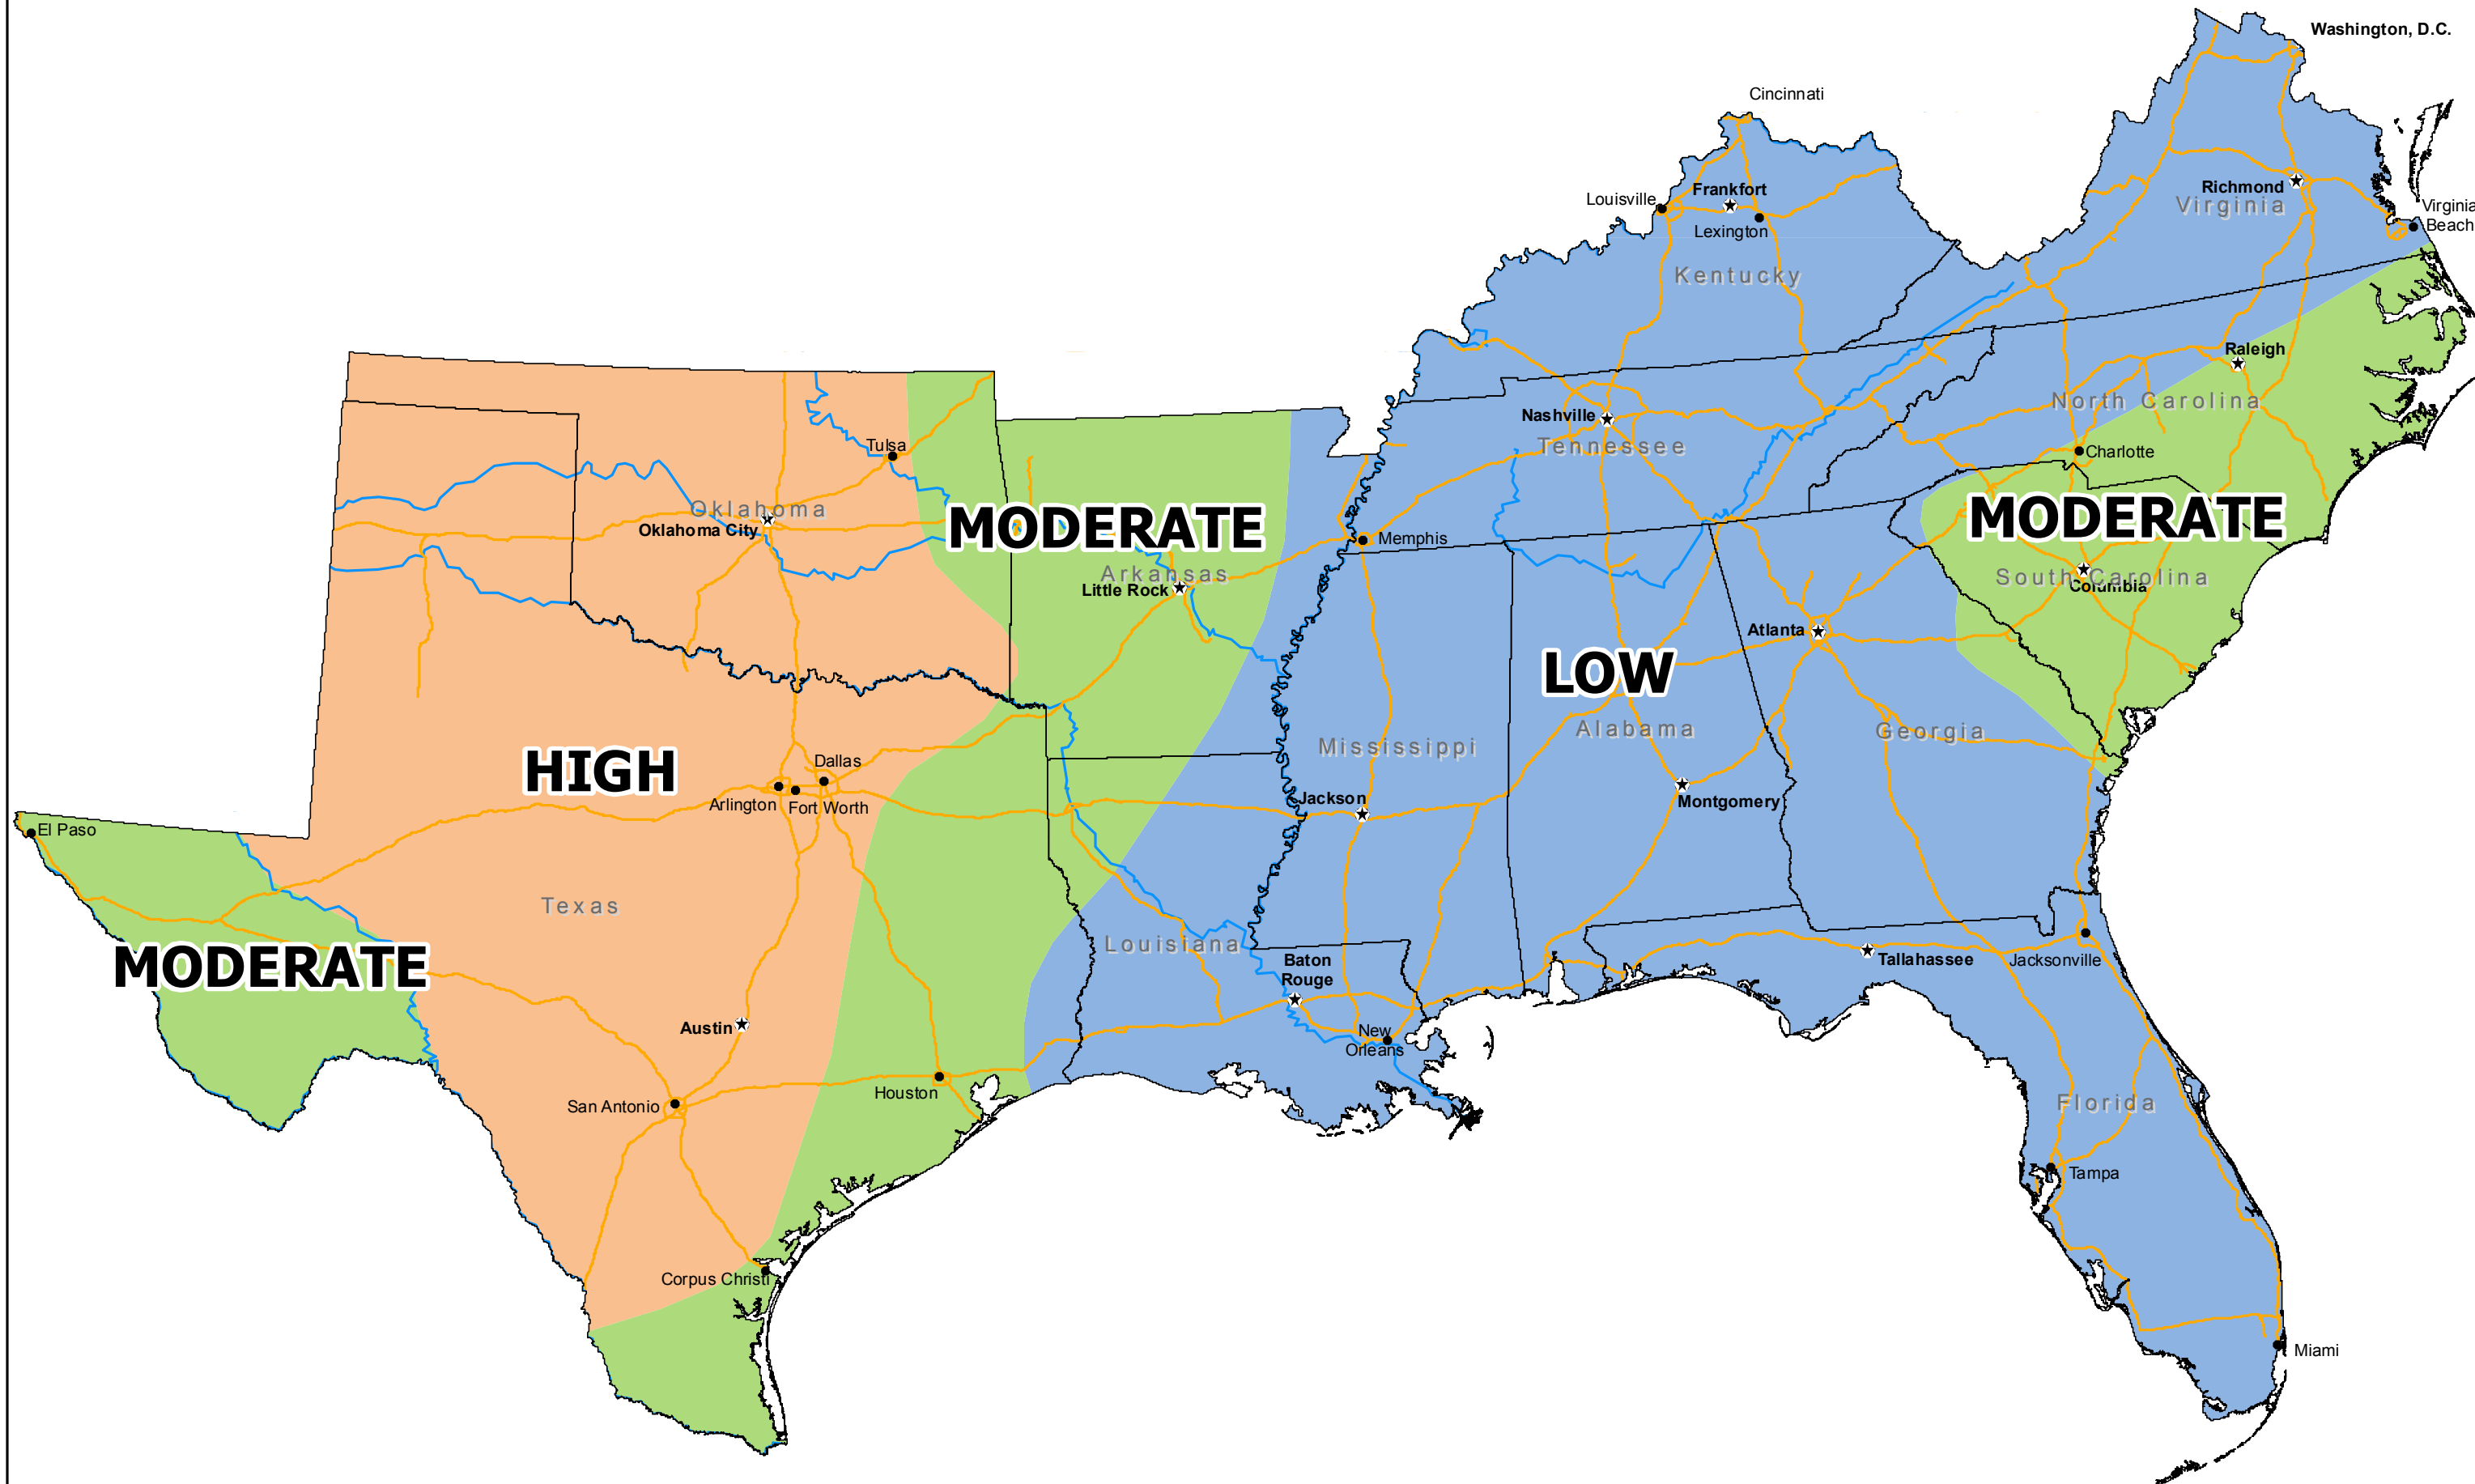 Washington, D.C.
Cincinnati
Louisville
Frankfort
Lexington
Kentucky
Richmond
Virginia
Virginia
Beach
Raleigh
North Carolina
Nashville
Tennessee
Charlotte
Tulsa
Oklahoma
Oklahoma City
MODERATE
Arkansas
Little Rock
Memphis
MODERATE
South Carolina
Columbia
Atlanta
LOW
Alabama
Georgia
Mississippi
HIGH
Dallas
Arlington
Fort Worth
Jackson
Montgomery
El Paso
Texas
MODERATE
Louisiana
Baton
Rouge
Tallahassee
Jacksonville
Austin
New
Orleans
Houston
San Antonio
Florida
Tampa
Corpus Christi
Miami